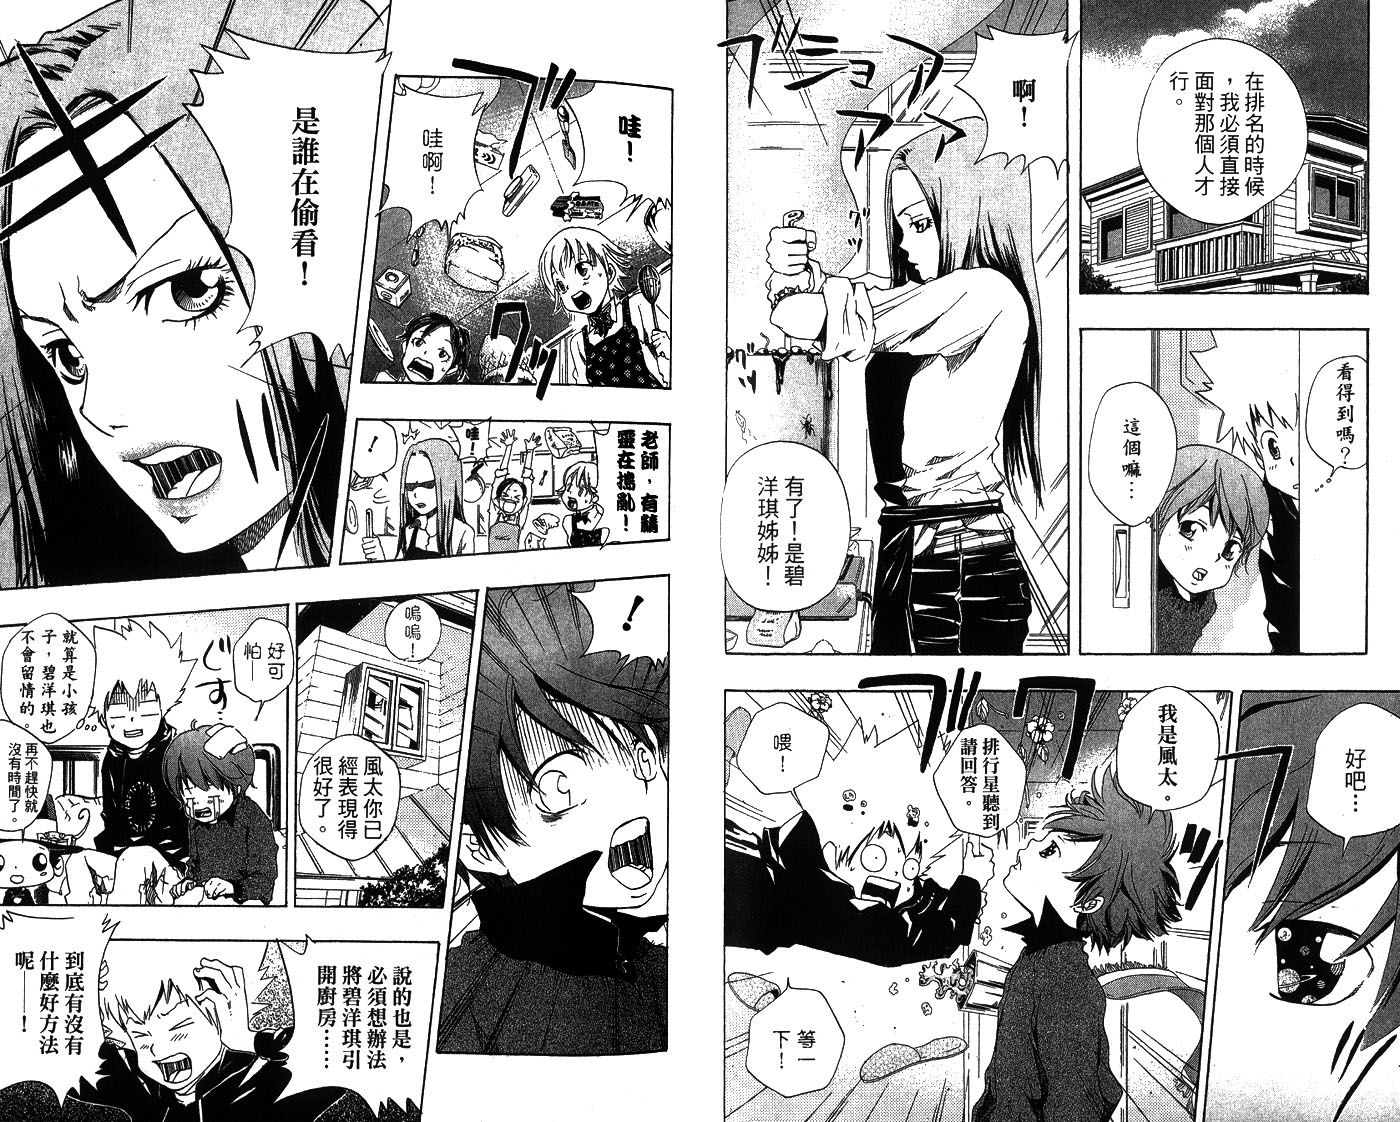 在排名的時候
，我必須直接
面對那個人才
行。
看得到嗎？
這個嘛…
啊！
有了！是碧
洋琪姊姊！
好吧…
我是風太。
排行星聽到
請回答。
喂！
等一
下！
哇！
哇啊！
是誰在偷看！
老師，有精
靈在搗亂！
哇！
！
！
嗚嗚！
風太你已
經表現得
很好了。
好可
怕—
ぐす
就算是小孩
子，碧洋琪也
不會留情的。
再不趕快就
沒有時間了。
說的也是，
必須想辦法
將碧洋琪引
開廚房……
到底有沒有
什麼好方法
呢——！